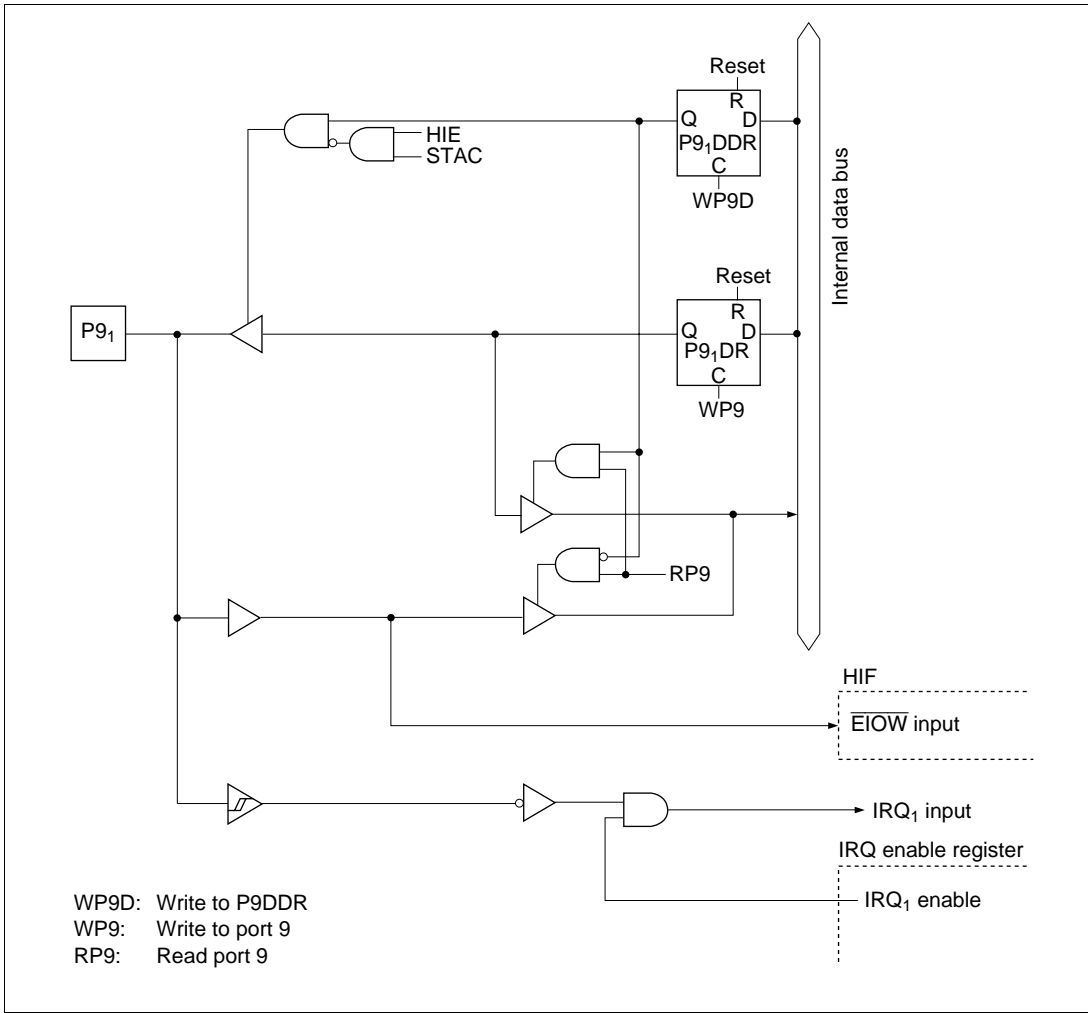 Reset
R
Q D
P9₁DDR
C
WP9D
HIE
STAC
Internal data bus
Reset
R
Q D
P9₁DR
C
WP9
P9₁
RP9
HIF
E̅I̅O̅W̅ input
IRQ₁ input
IRQ enable register
IRQ₁ enable
WP9D: Write to P9DDR
WP9: Write to port 9
RP9: Read port 9